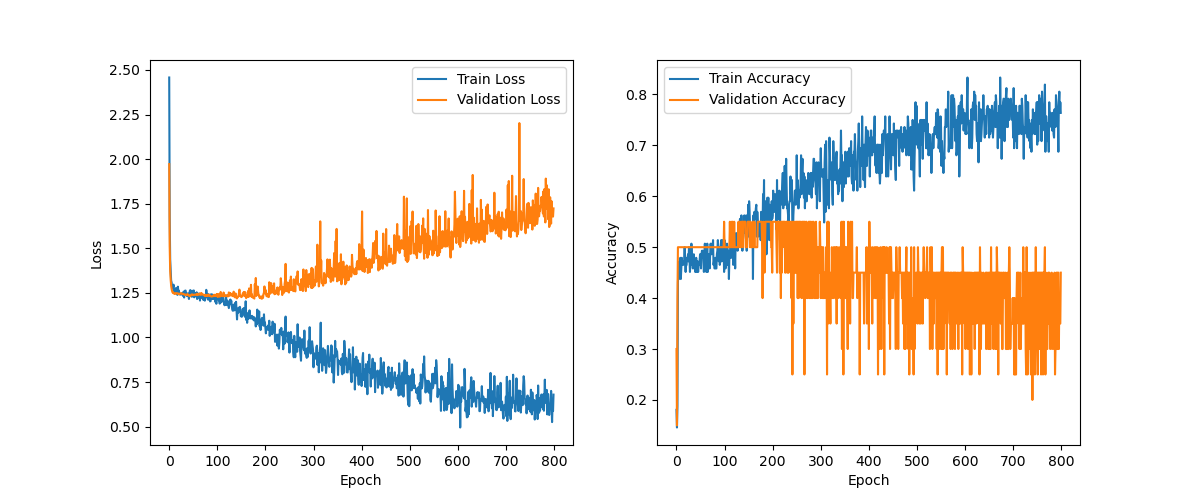 2.50
2.25
2.00
1.75
1.50
1.25
1.00
0.75
0.50
Loss
0 100 200 300 400 500 600 700 800
Epoch
Train Loss
Validation Loss
0.8
0.7
0.6
0.5
0.4
0.3
0.2
Accuracy
0 100 200 300 400 500 600 700 800
Epoch
Train Accuracy
Validation Accuracy